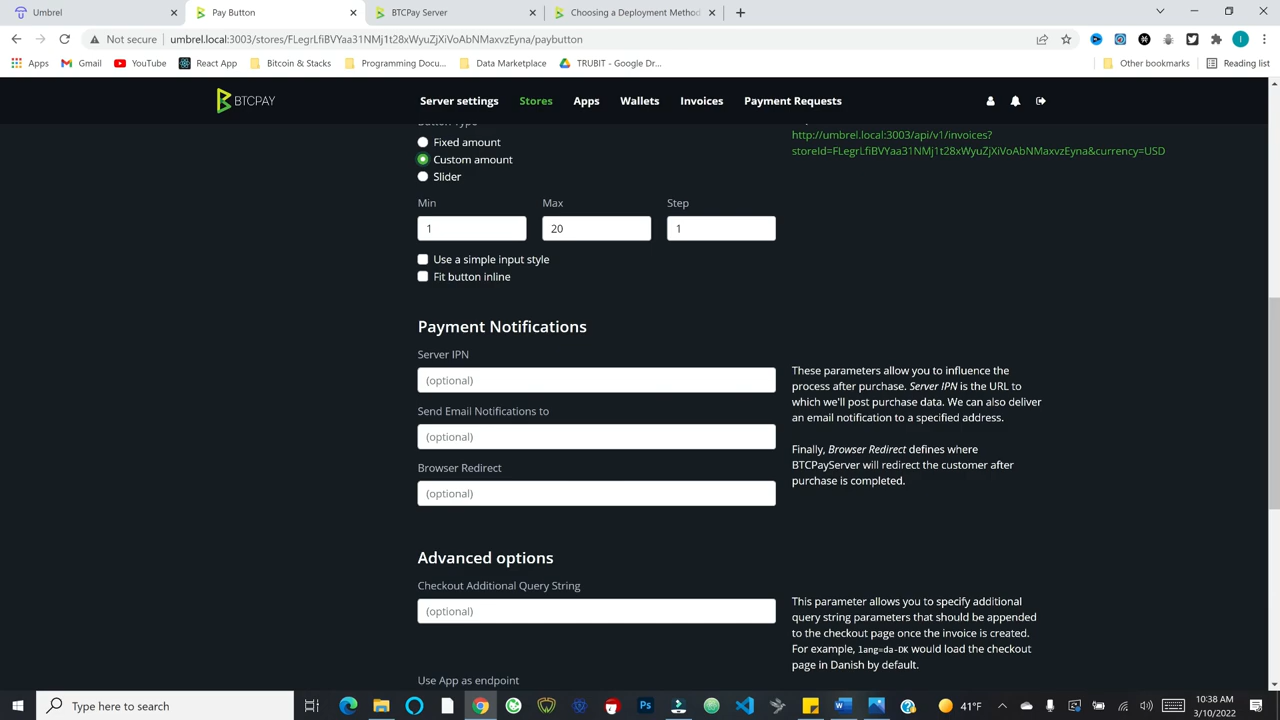 Umbrel
Pay Button
BTCPay Server
Choosing a Deployment Method
Not secure
umbrel.local:3003/stores/FLegrLfiBVYaa31NMj1t28xWyuZjXiVoAbNMaxvzEyna/paybutton
I
Apps
Gmail
YouTube
React App
Bitcoin & Stacks
Programming Docu...
Data Marketplace
TRUBIT - Google Dr...
Other bookmarks
Reading list
BTCPAY
Server settings
Stores
Apps
Wallets
Invoices
Payment Requests
Button Type
Fixed amount
Custom amount
Slider
http://umbrel.local:3003/api/v1/invoices?
storeId=FLegrLfiBVYaa31NMj1t28xWyuZjXiVoAbNMaxvzEyna&currency=USD
Min
Max
Step
1
20
1
Use a simple input style
Fit button inline
Payment Notifications
Server IPN
(optional)
Send Email Notifications to
(optional)
Browser Redirect
(optional)
These parameters allow you to influence the
process after purchase. Server IPN is the URL to
which we'll post purchase data. We can also deliver
an email notification to a specified address.
Finally, Browser Redirect defines where
BTCPayServer will redirect the customer after
purchase is completed.
Advanced options
Checkout Additional Query String
(optional)
This parameter allows you to specify additional
query string parameters that should be appended
to the checkout page once the invoice is created.
For example, lang=da-DK would load the checkout
page in Danish by default.
Use App as endpoint
Type here to search
41°F
10:38 AM
3/10/2022